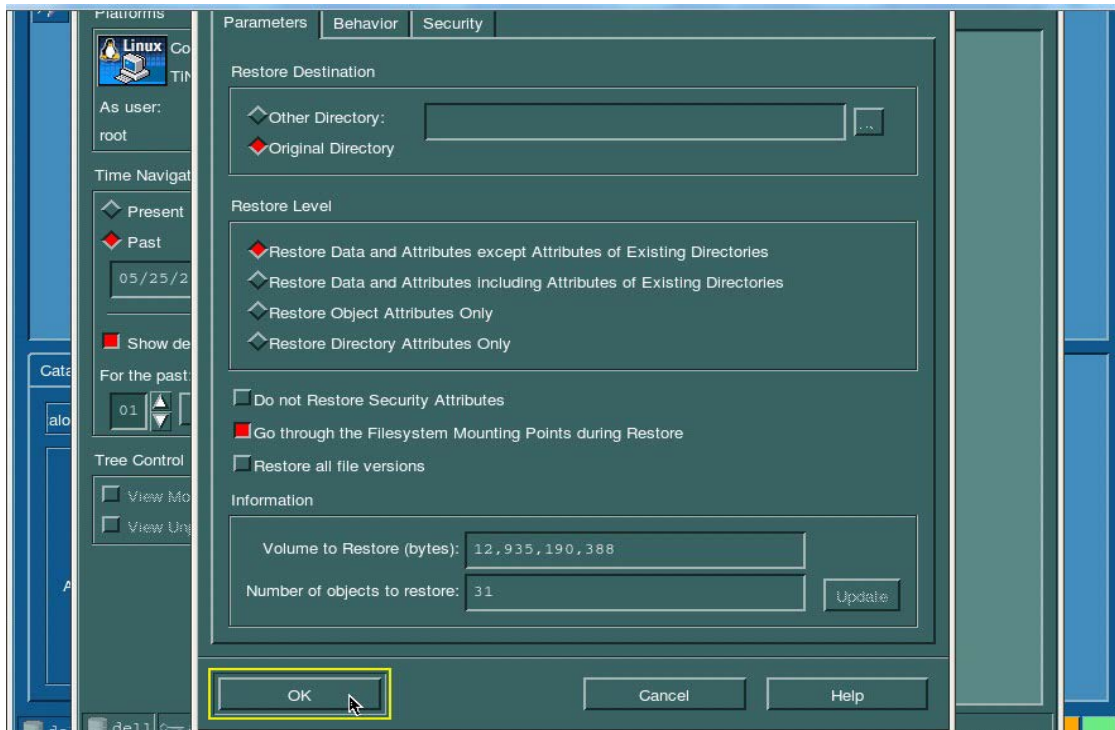 Platforms
Linux Co
TIN
As user:
root
Time Navigat
Present
Past
05/25/2
Show de
For the past:
01
Tree Control
View Mo
View Un
Cata
alo
A
dell
Parameters Behavior Security
Restore Destination
Other Directory:
...
Original Directory
Restore Level
Restore Data and Attributes except Attributes of Existing Directories
Restore Data and Attributes including Attributes of Existing Directories
Restore Object Attributes Only
Restore Directory Attributes Only
Do not Restore Security Attributes
Go through the Filesystem Mounting Points during Restore
Restore all file versions
Information
Volume to Restore (bytes): 12,935,190,388
Number of objects to restore: 31 Update
OK Cancel Help